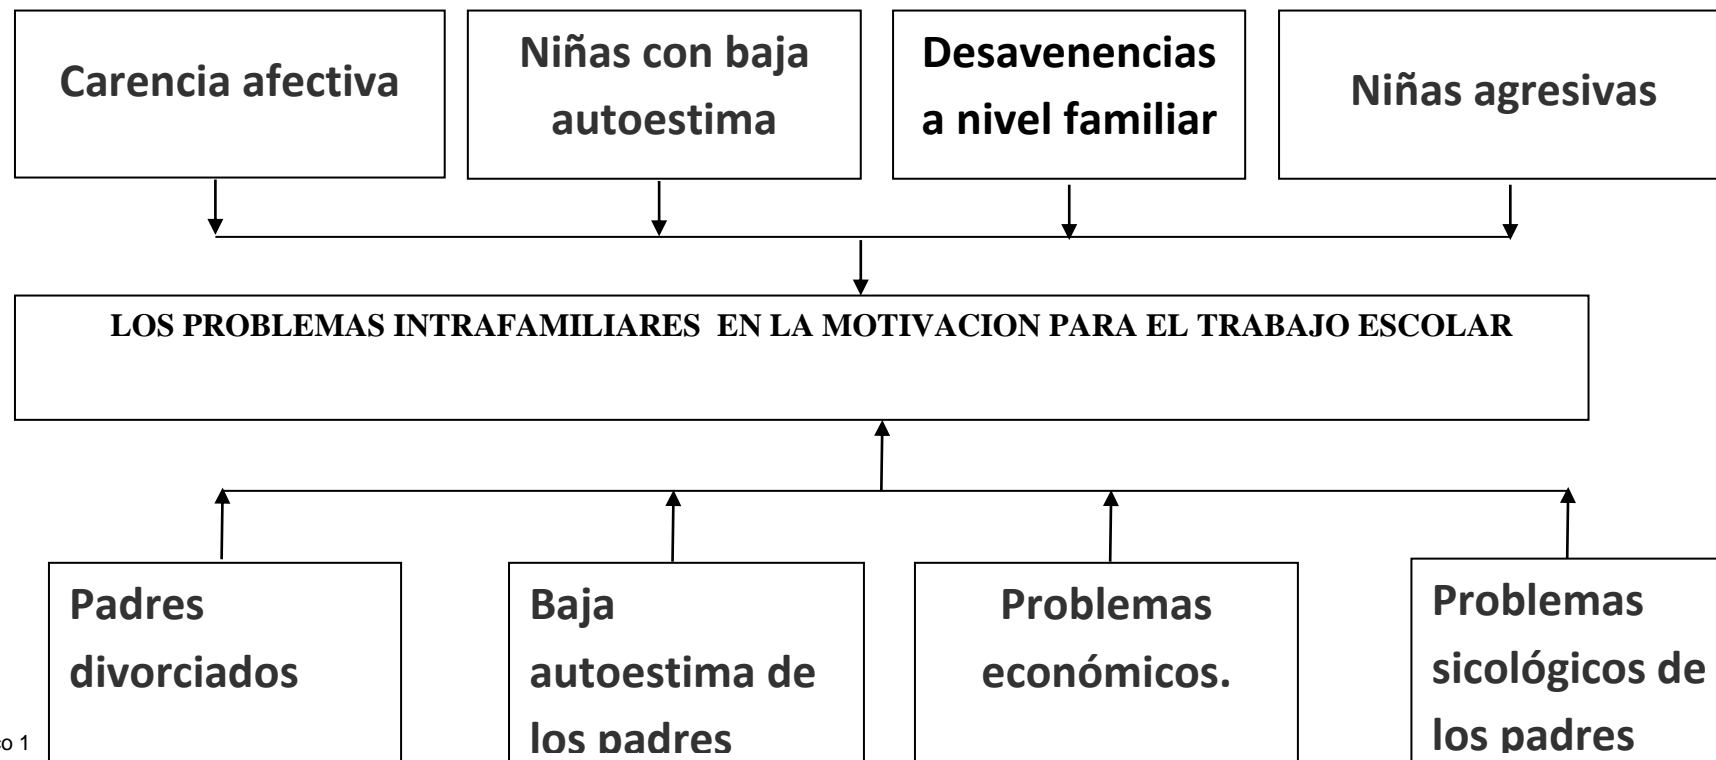 Carencia afectiva
Niñas con baja
autoestima
Desavenencias
a nivel familiar
Niñas agresivas
LOS PROBLEMAS INTRAFAMILIARES EN LA MOTIVACION PARA EL TRABAJO ESCOLAR
Padres
divorciados
Baja
autoestima de
los padres
Problemas
económicos.
Problemas
sicológicos de
los padres
1